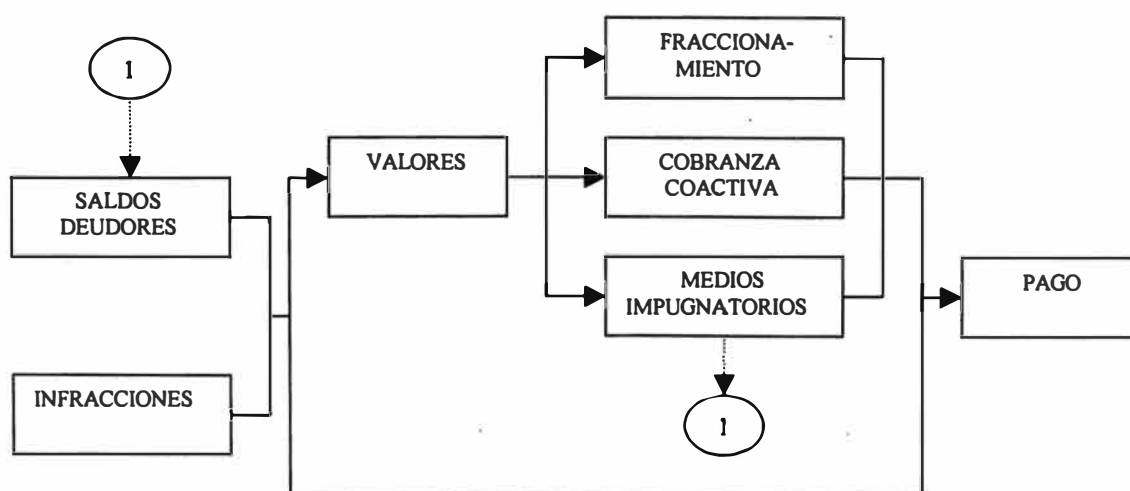 1
FRACCIONA-
MIENTO
VALORES
COBRANZA
COACTIVA
SALDOS
DEUDORES
MEDIOS
IMPUGNATORIOS
PAGO
INFRACCIONES
1